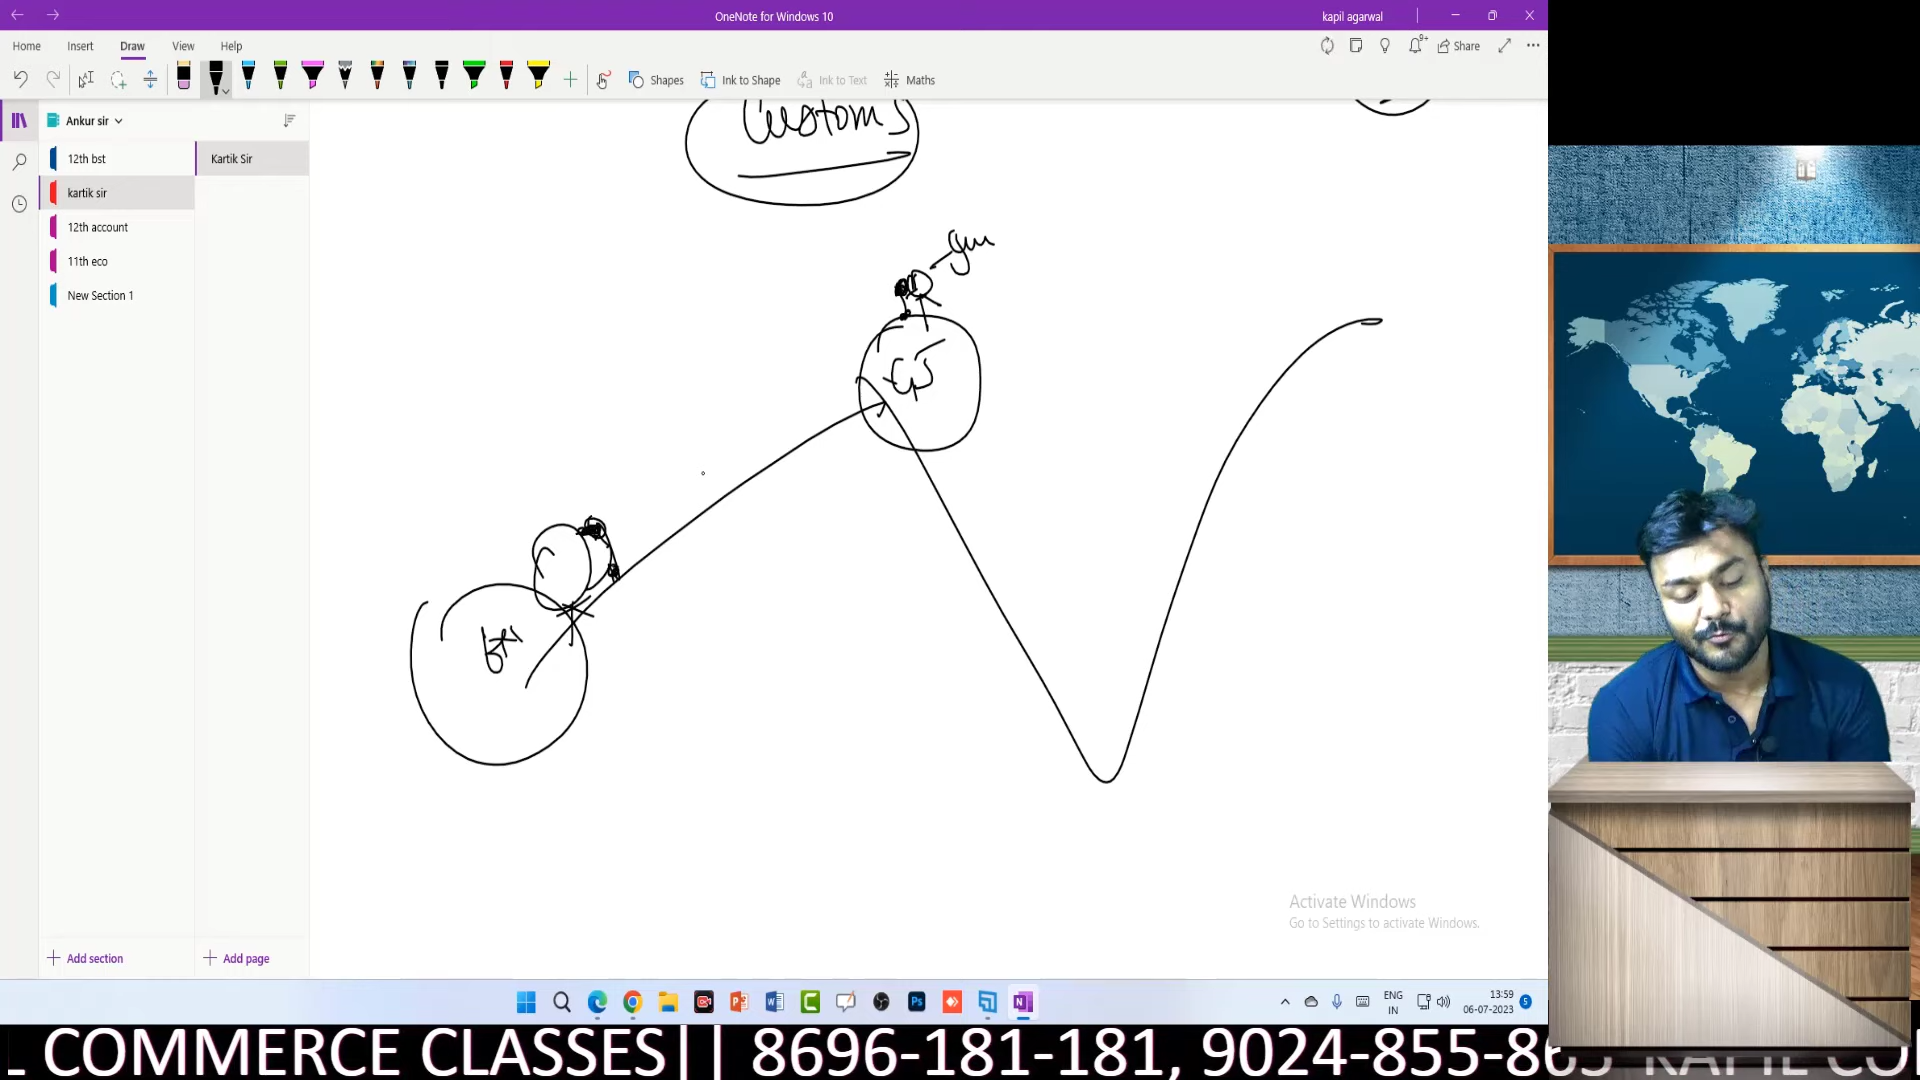 OneNote for Windows 10
kapil agarwal
Home Insert Draw View Help
9+ Share
Shapes Ink to Shape Ink to Text Maths
Ankur sir
12th bst
Kartik Sir
kartik sir
12th account
11th eco
New Section 1
Customs
Activate Windows
Go to Settings to activate Windows.
Add section
Add page
ENG
IN
13:59
06-07-2023
5
L COMMERCE CLASSES|| 8696-181-181, 9024-855-865